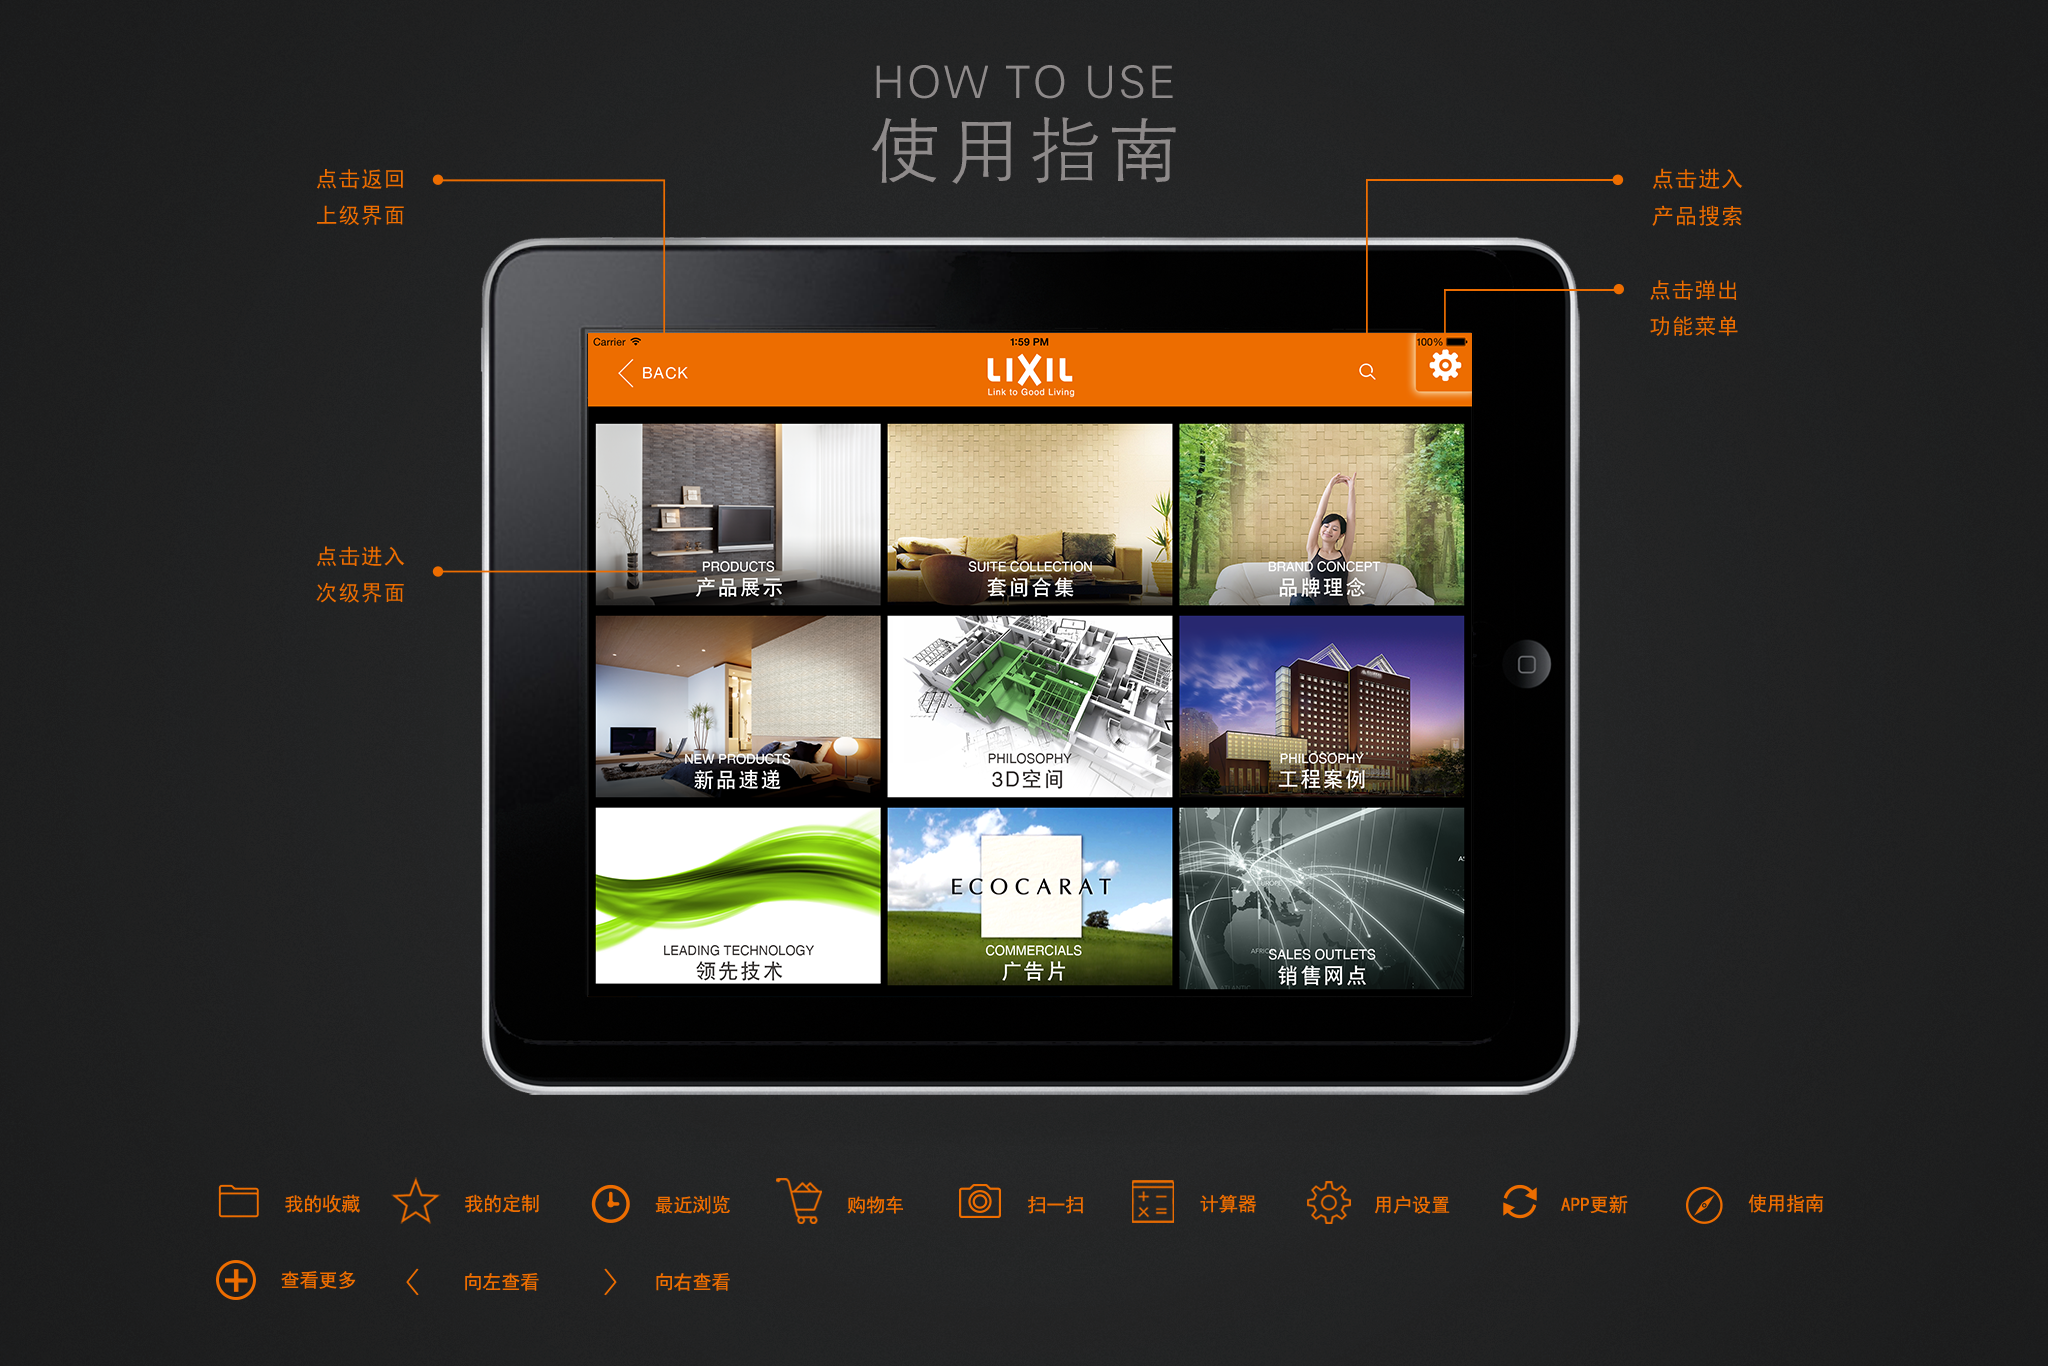 HOW TO USE
使用指南
点击返回
上级界面
点击进入
产品搜索
点击弹出
功能菜单
点击进入
次级界面
Carrier
1:59 PM
100%
BACK
LIXIL
Link to Good Living
PRODUCTS
产品展示
SUITE COLLECTION
套间合集
BRAND CONCEPT
品牌理念
NEW PRODUCTS
新品速递
PHILOSOPHY
3D空间
PHILOSOPHY
工程案例
LEADING TECHNOLOGY
领先技术
ECOCARAT
COMMERCIALS
广告片
EUROPE
SALES OUTLETS
销售网点
我的收藏
我的定制
最近浏览
购物车
扫一扫
计算器
用户设置
APP更新
使用指南
查看更多
向左查看
向右查看